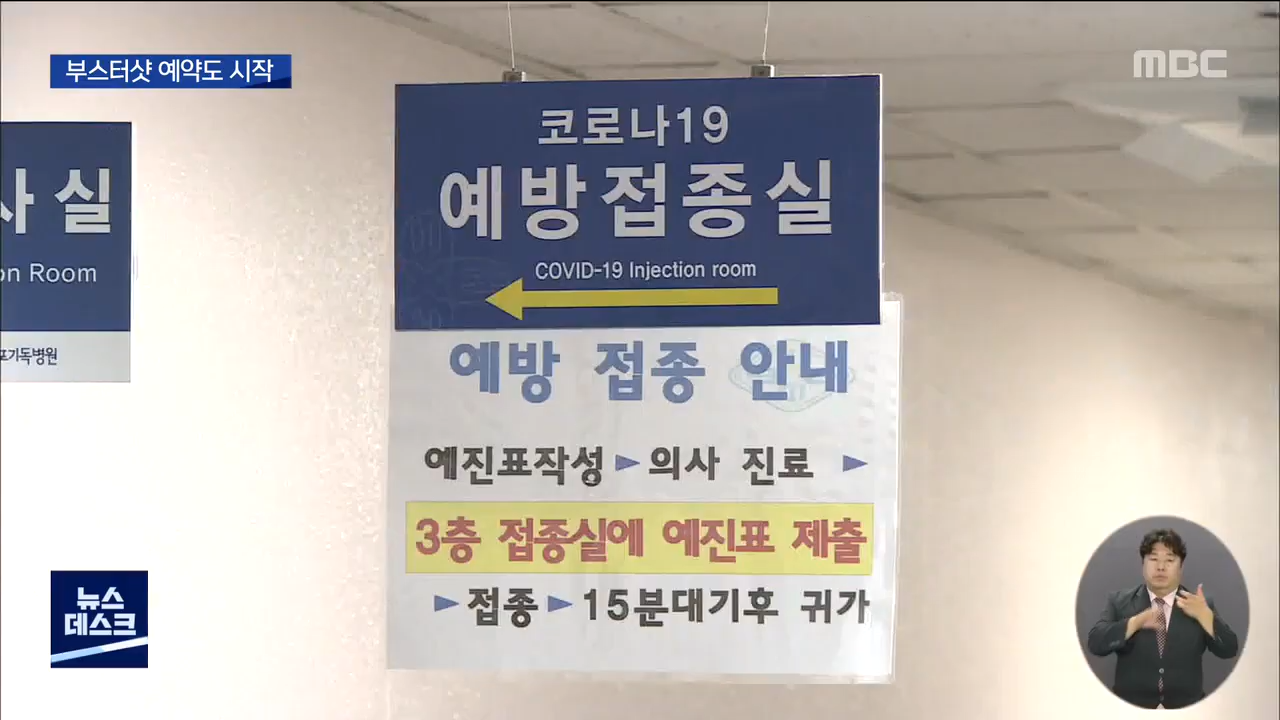 부스터샷 예약도 시작
MBC
사실
on Room
기독병원
코로나19
예방접종실
COVID-19 Injection room
예방 접종 안내
예진표작성 ► 의사 진료 ►
3층 접종실에 예진표 제출
► 접종 ► 15분대기후 귀가
뉴스
데스크